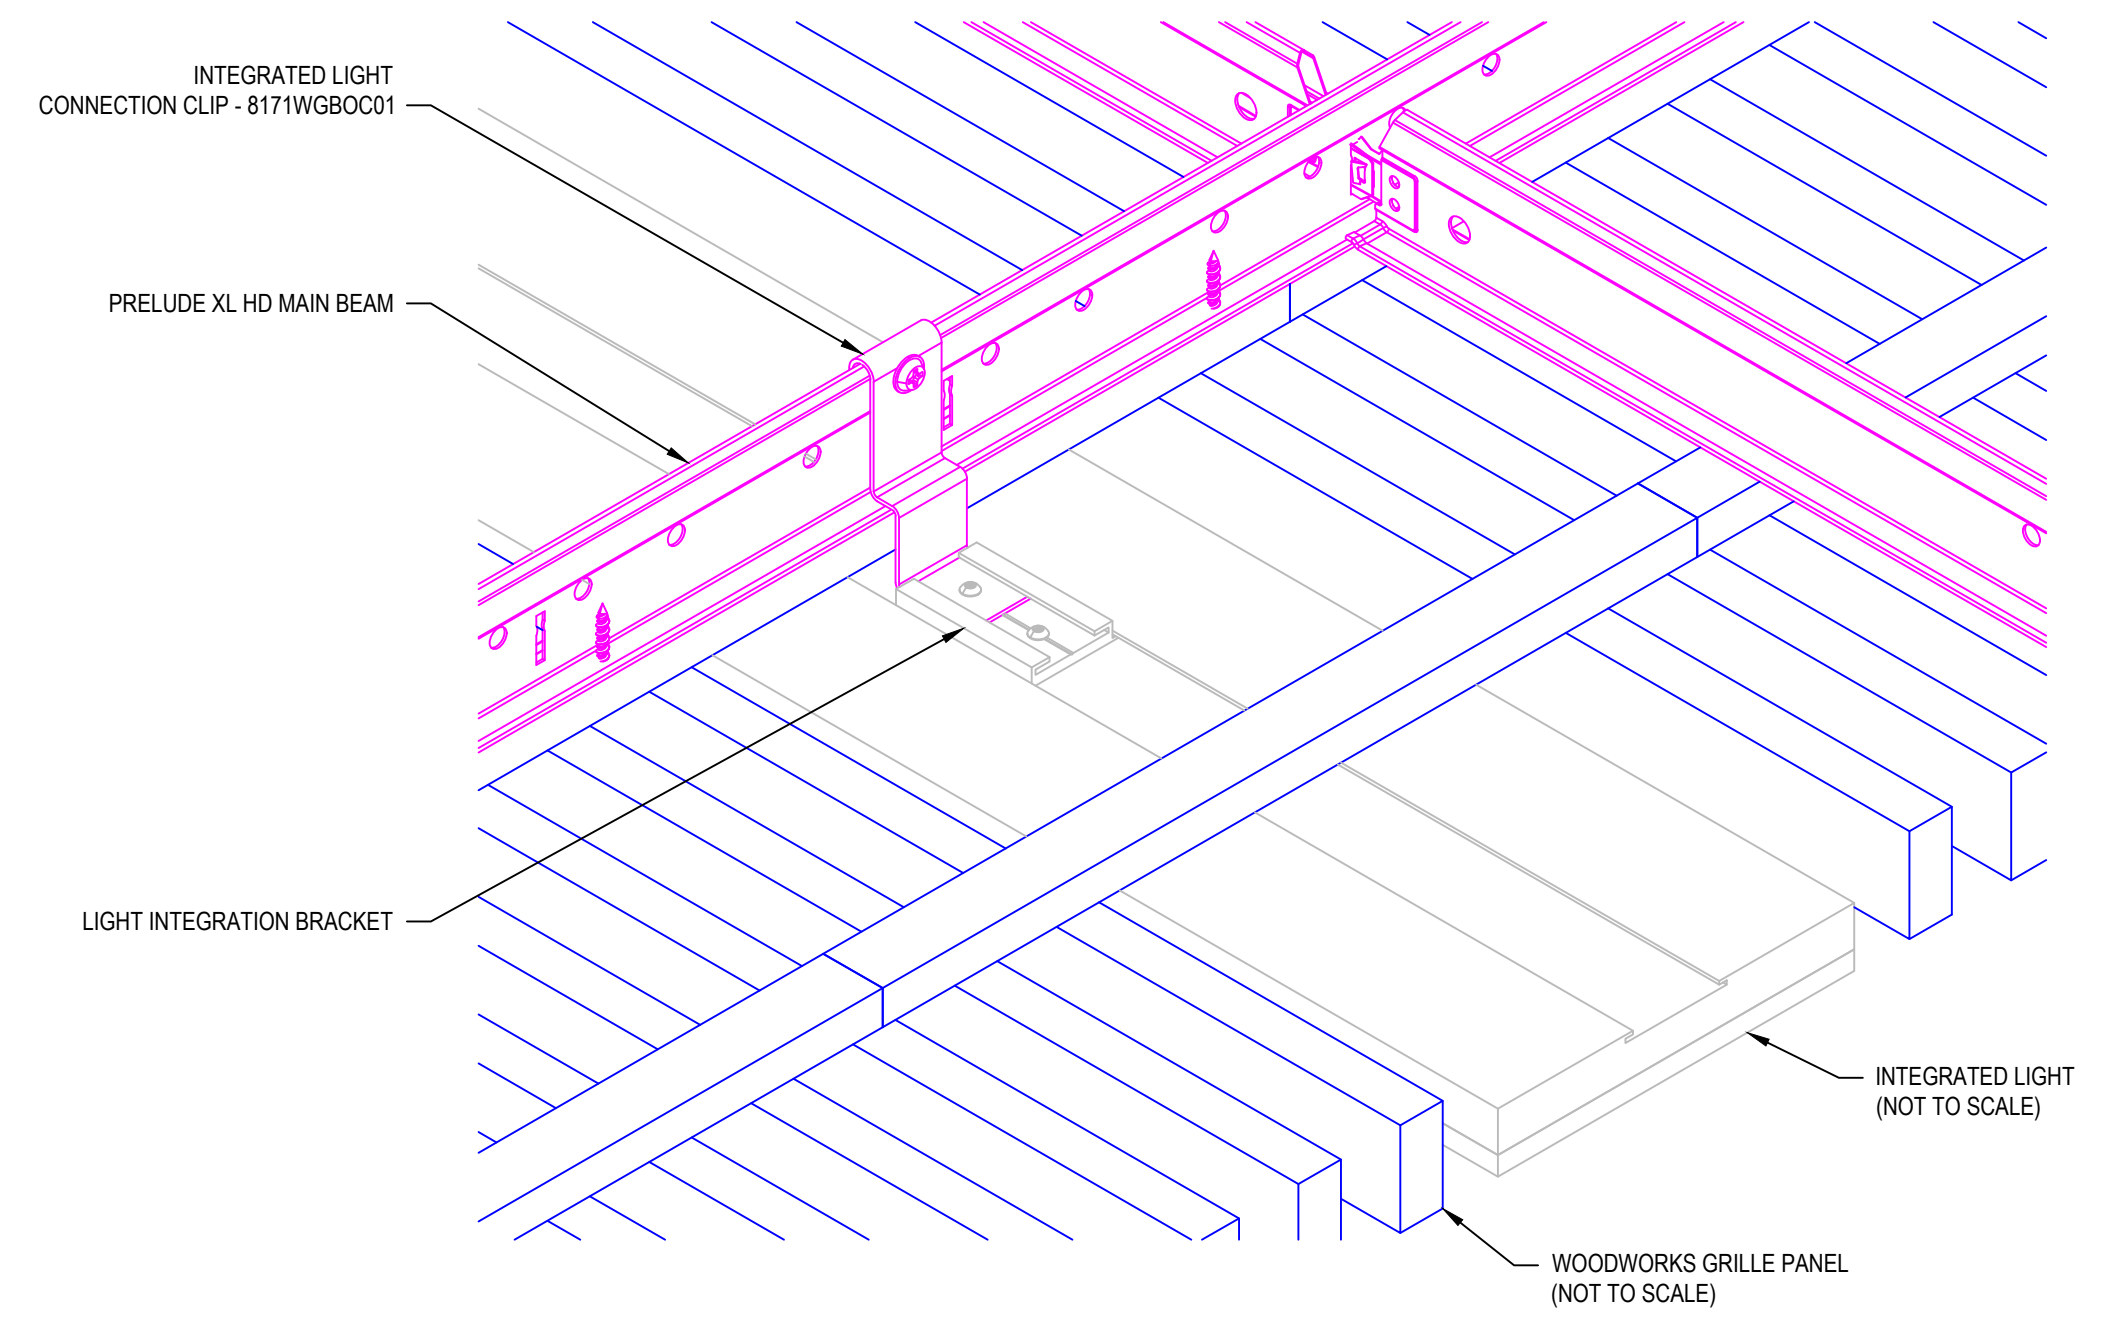 INTEGRATED LIGHT
CONNECTION CLIP - 8171WGBOC01
PRELUDE XL HD MAIN BEAM
LIGHT INTEGRATION BRACKET
INTEGRATED LIGHT
(NOT TO SCALE)
WOODWORKS GRILLE PANEL
(NOT TO SCALE)